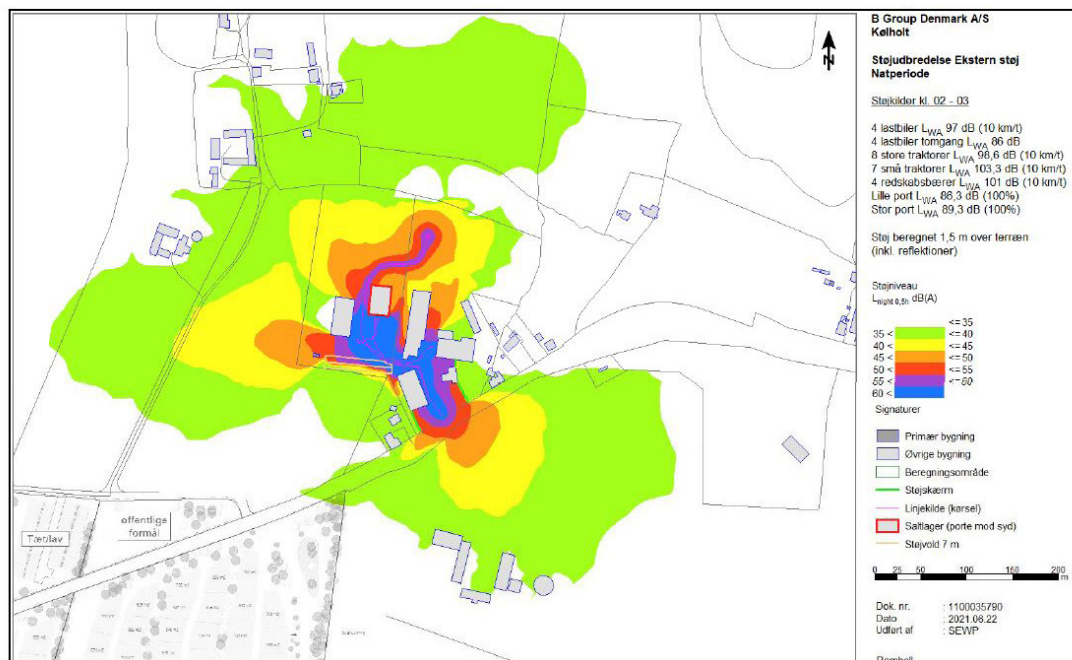 B Group Denmark A/S
Kølholt
Støjudbredelse Ekstern støj
Natperiode
Støjkilder kl. 02 - 03
4 lastbiler LWA 97 dB (10 km/t)
4 lastbiler tomgang LWA 86 dB
8 store traktorer LWA 98,6 dB (10 km/t)
7 små traktorer LWA 103,3 dB (10 km/t)
4 redskabsbærer LWA 101 dB (10 km/t)
Lille port LWA 86,3 dB (100%)
Stor port LWA 89,3 dB (100%)
Støj beregnet 1,5 m over terræn
(inkl. reflektioner)
Støjniveau
Lnight 0,5h dB(A)
<=35
35 < <=40
40 < <=45
45 < <=50
50 < <=55
55 < <=60
60 <
Signaturer
Primær bygning
Øvrige bygning
Beregningsområde
Støjskærm
Linjekilde (kørsel)
Saltlager (porte mod syd)
Støjvold 7 m
0 25 50 100 150 200
m
Dok. nr. : 1100035790
Dato : 2021.06.22
Udført af : SEWP
N
offentlige
formål
Tæt/lav